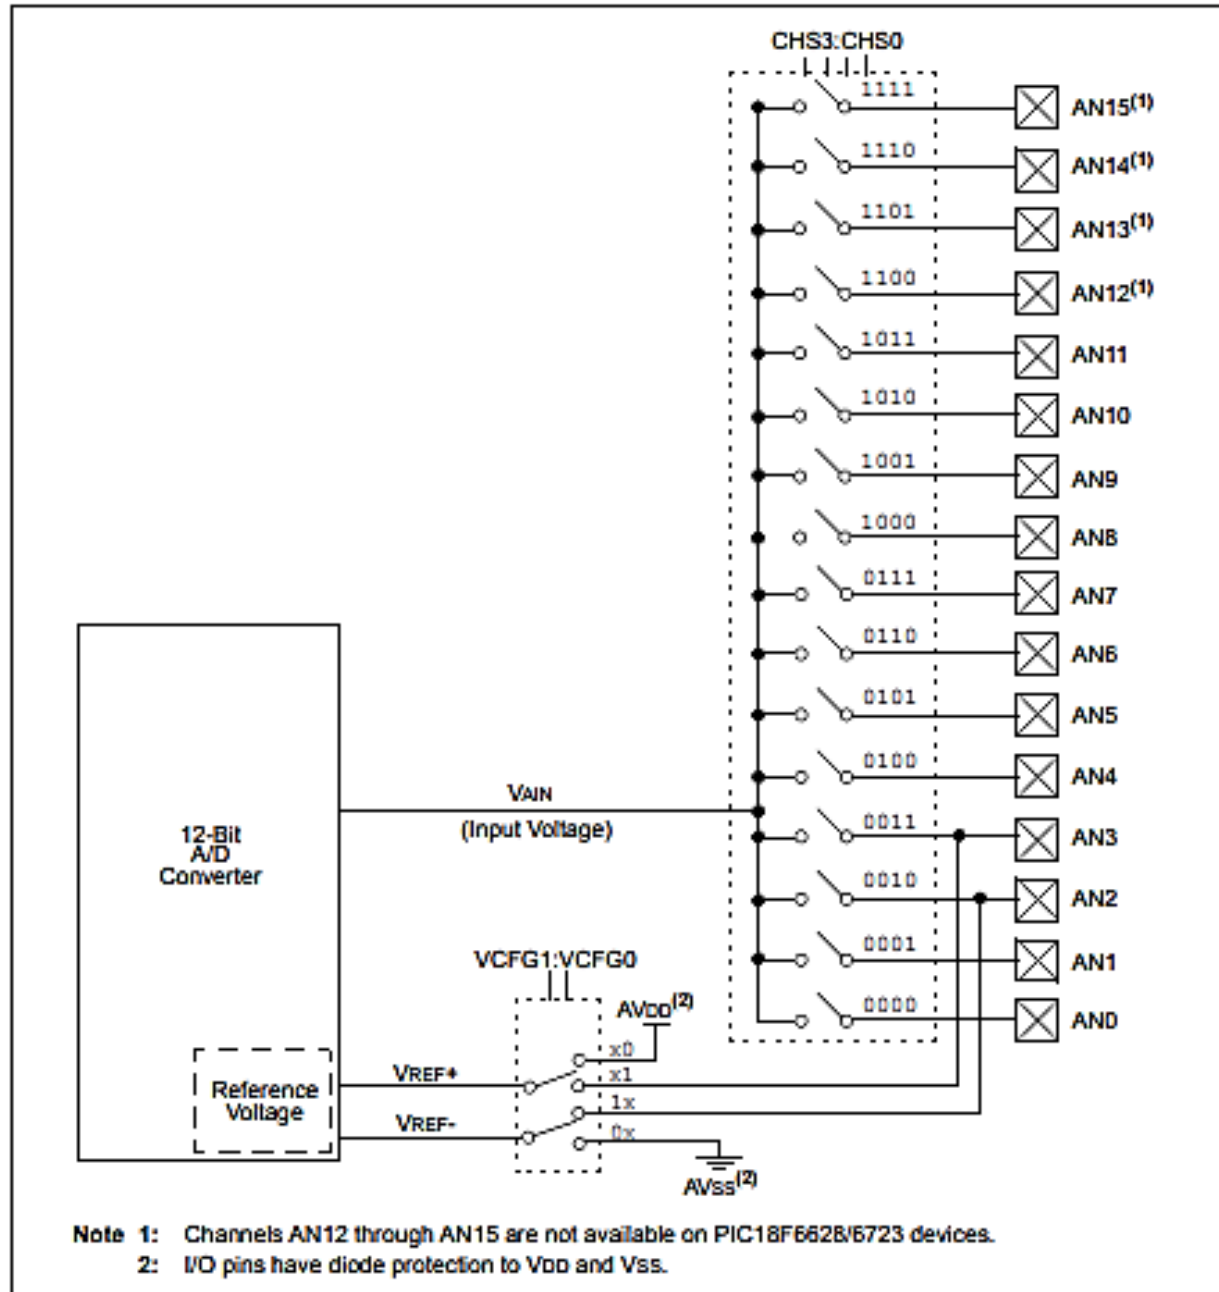 CHS3:CHS0
1111 AN15(1)
1110 AN14(1)
1101 AN13(1)
1100 AN12(1)
1011 AN11
1010 AN10
1001 AN9
1000 AN8
0111 AN7
0110 AN6
0101 AN5
0100 AN4
VAIN
(Input Voltage)
0011 AN3
12-Bit
A/D
Converter
0010 AN2
0001 AN1
VCFG1:VCFG0
AVDD(2)
0000 AN0
x0
VREF+
x1
Reference
Voltage
1x
VREF-
0x
AVSS(2)
Note 1: Channels AN12 through AN15 are not available on PIC18F6628/6723 devices.
2: I/O pins have diode protection to VDD and VSS.